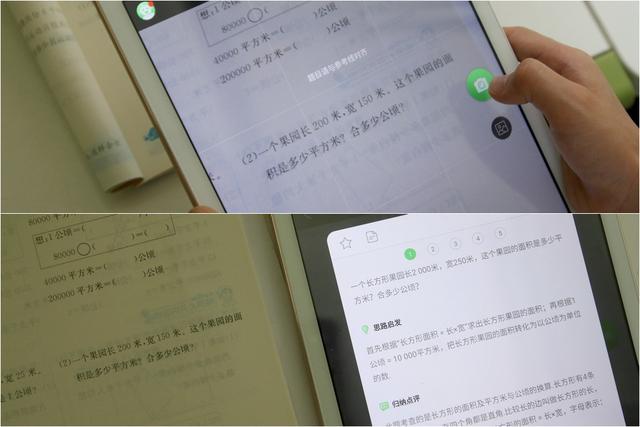 想:1公顷=(
80000○(
40000 平方米=( )公顷
200000 平方米=( )公顷
题目请与参考线对齐
(2)一个果园长 200 米,宽 150 米。这个果园的面
积是多少平方米?合多少公顷?
80000 平方米=( )公顷
想:1 公顷=(
80000○( )=( )
40000 平方米=( )公顷
200000 平方米=( )公顷
宽 25 米,
是 1 公顷?
(2)一个果园长 200 米,宽 150 米。这个果园的面
积是多少平方米?合多少公顷?
1 2 3 4 5
一个长方形果园长2 000米,宽250米,这个果园的面积是多少平
方米?合多少公顷?
思路启发
首先根据"长方形面积 = 长×宽"求出长方形果园的面积;再根据1
公顷 = 10 000平方米,把长方形果园的面积转化为以公顷为单位
的数.
归纳点评
此题考查的是长方形的面积及平方米与公顷的换算.长方形有4条
四个角都是直角.比较长的边叫做长方形的长,
方形的面积 = 长×宽,字母表示: